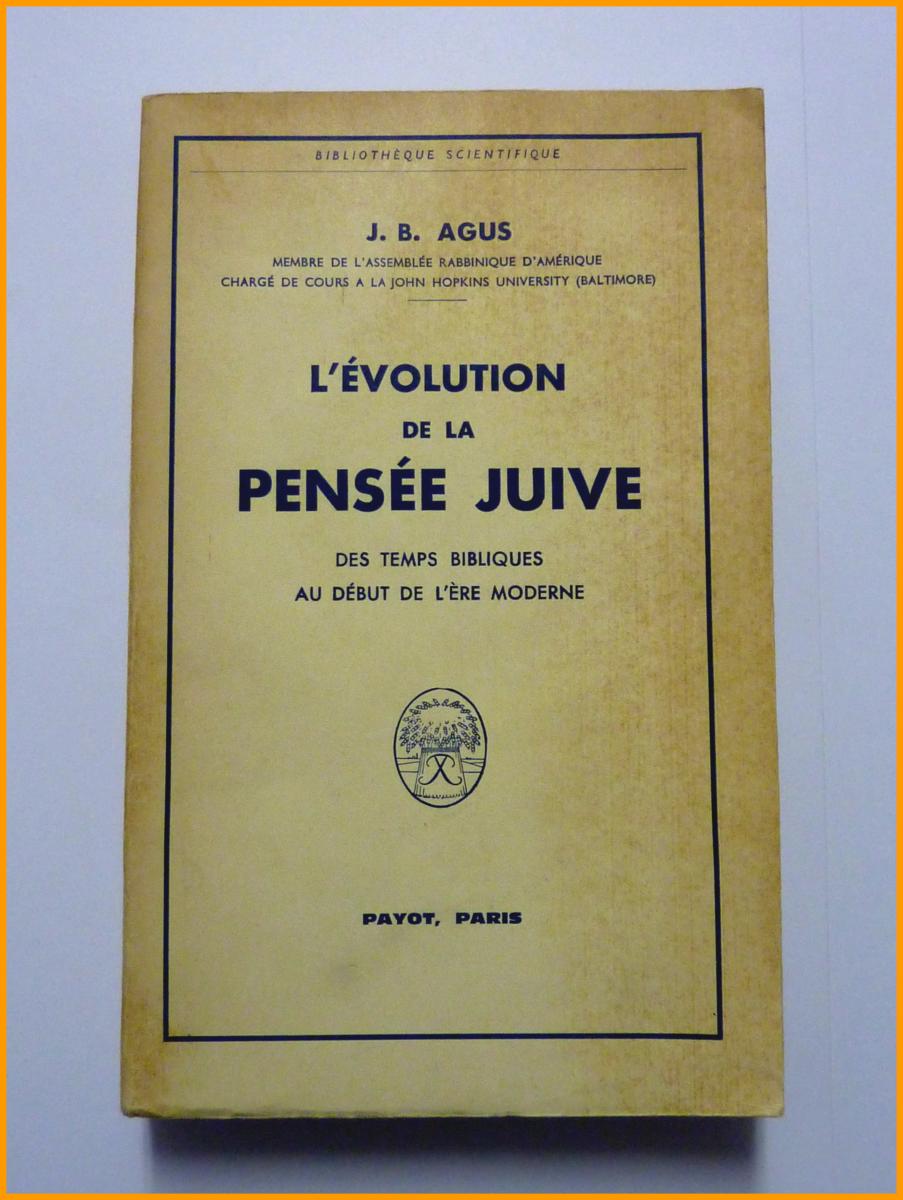 BIBLIOTHÈQUE SCIENTIFIQUE
J. B. AGUS
MEMBRE DE L'ASSEMBLÉE RABBINIQUE D'AMÉRIQUE
CHARGÉ DE COURS A LA JOHN HOPKINS UNIVERSITY (BALTIMORE)
L'ÉVOLUTION
DE LA
PENSÉE JUIVE
DES TEMPS BIBLIQUES
AU DÉBUT DE L'ÈRE MODERNE
PAYOT, PARIS